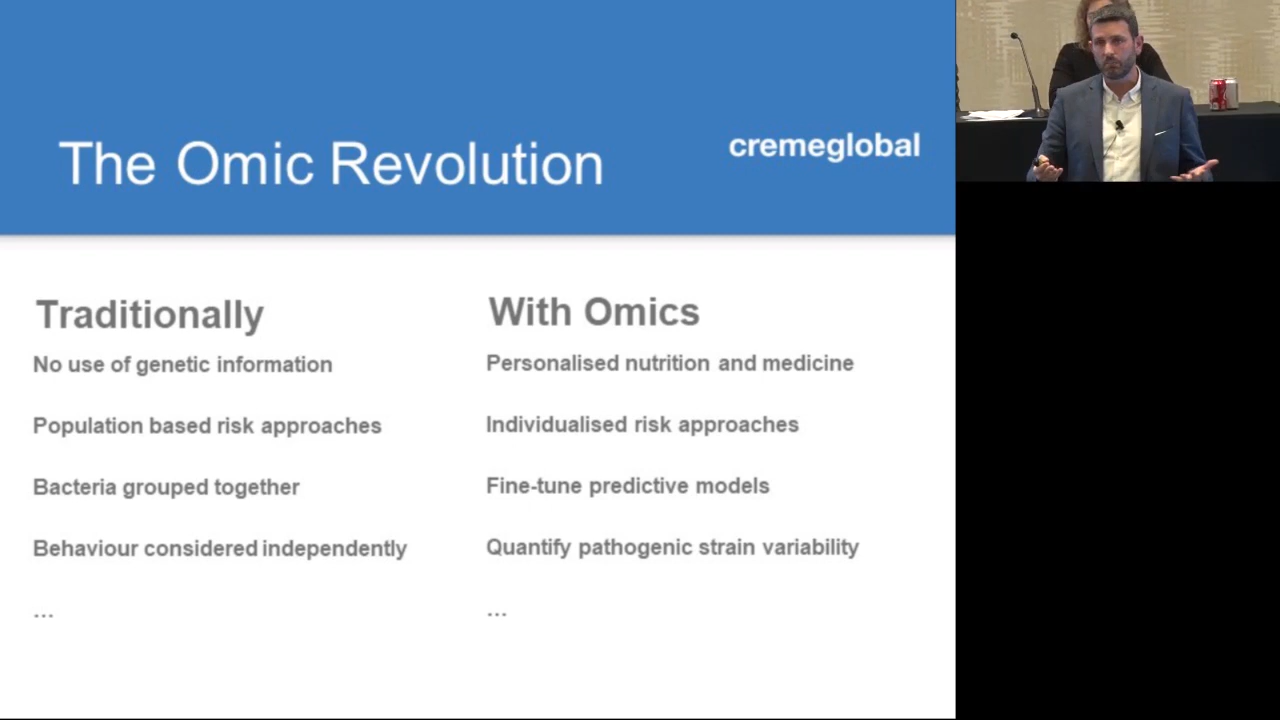 The Omic Revolution
cremeglobal
Traditionally
No use of genetic information
Population based risk approaches
Bacteria grouped together
Behaviour considered independently
...
With Omics
Personalised nutrition and medicine
Individualised risk approaches
Fine-tune predictive models
Quantify pathogenic strain variability
...